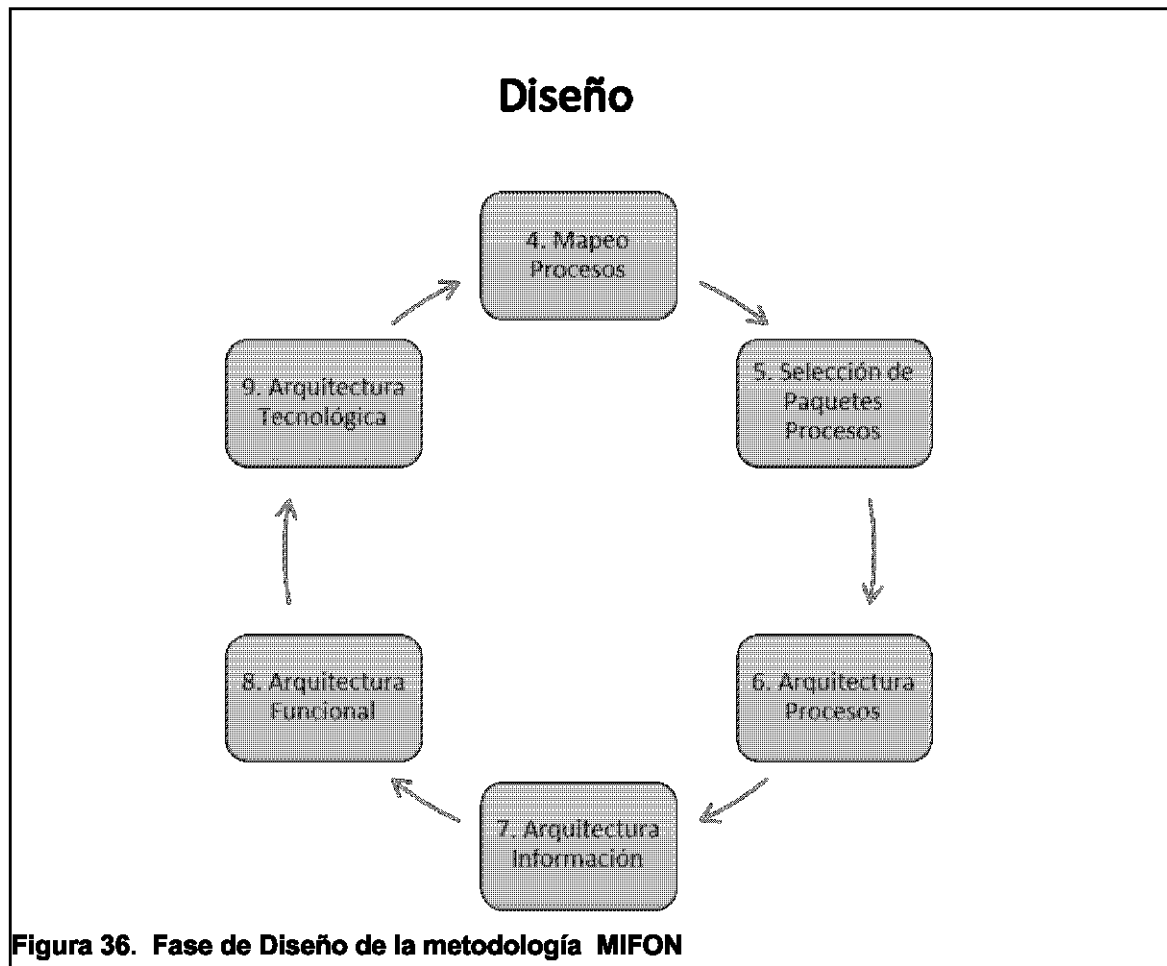 Diseño
4. Mapeo
Procesos
5. Selección de
Paquetes
Procesos
6. Arquitectura
Procesos
7. Arquitectura
Información
8. Arquitectura
Funcional
9. Arquitectura
Tecnológica
Figura 36. Fase de Diseño de la metodología MIFON